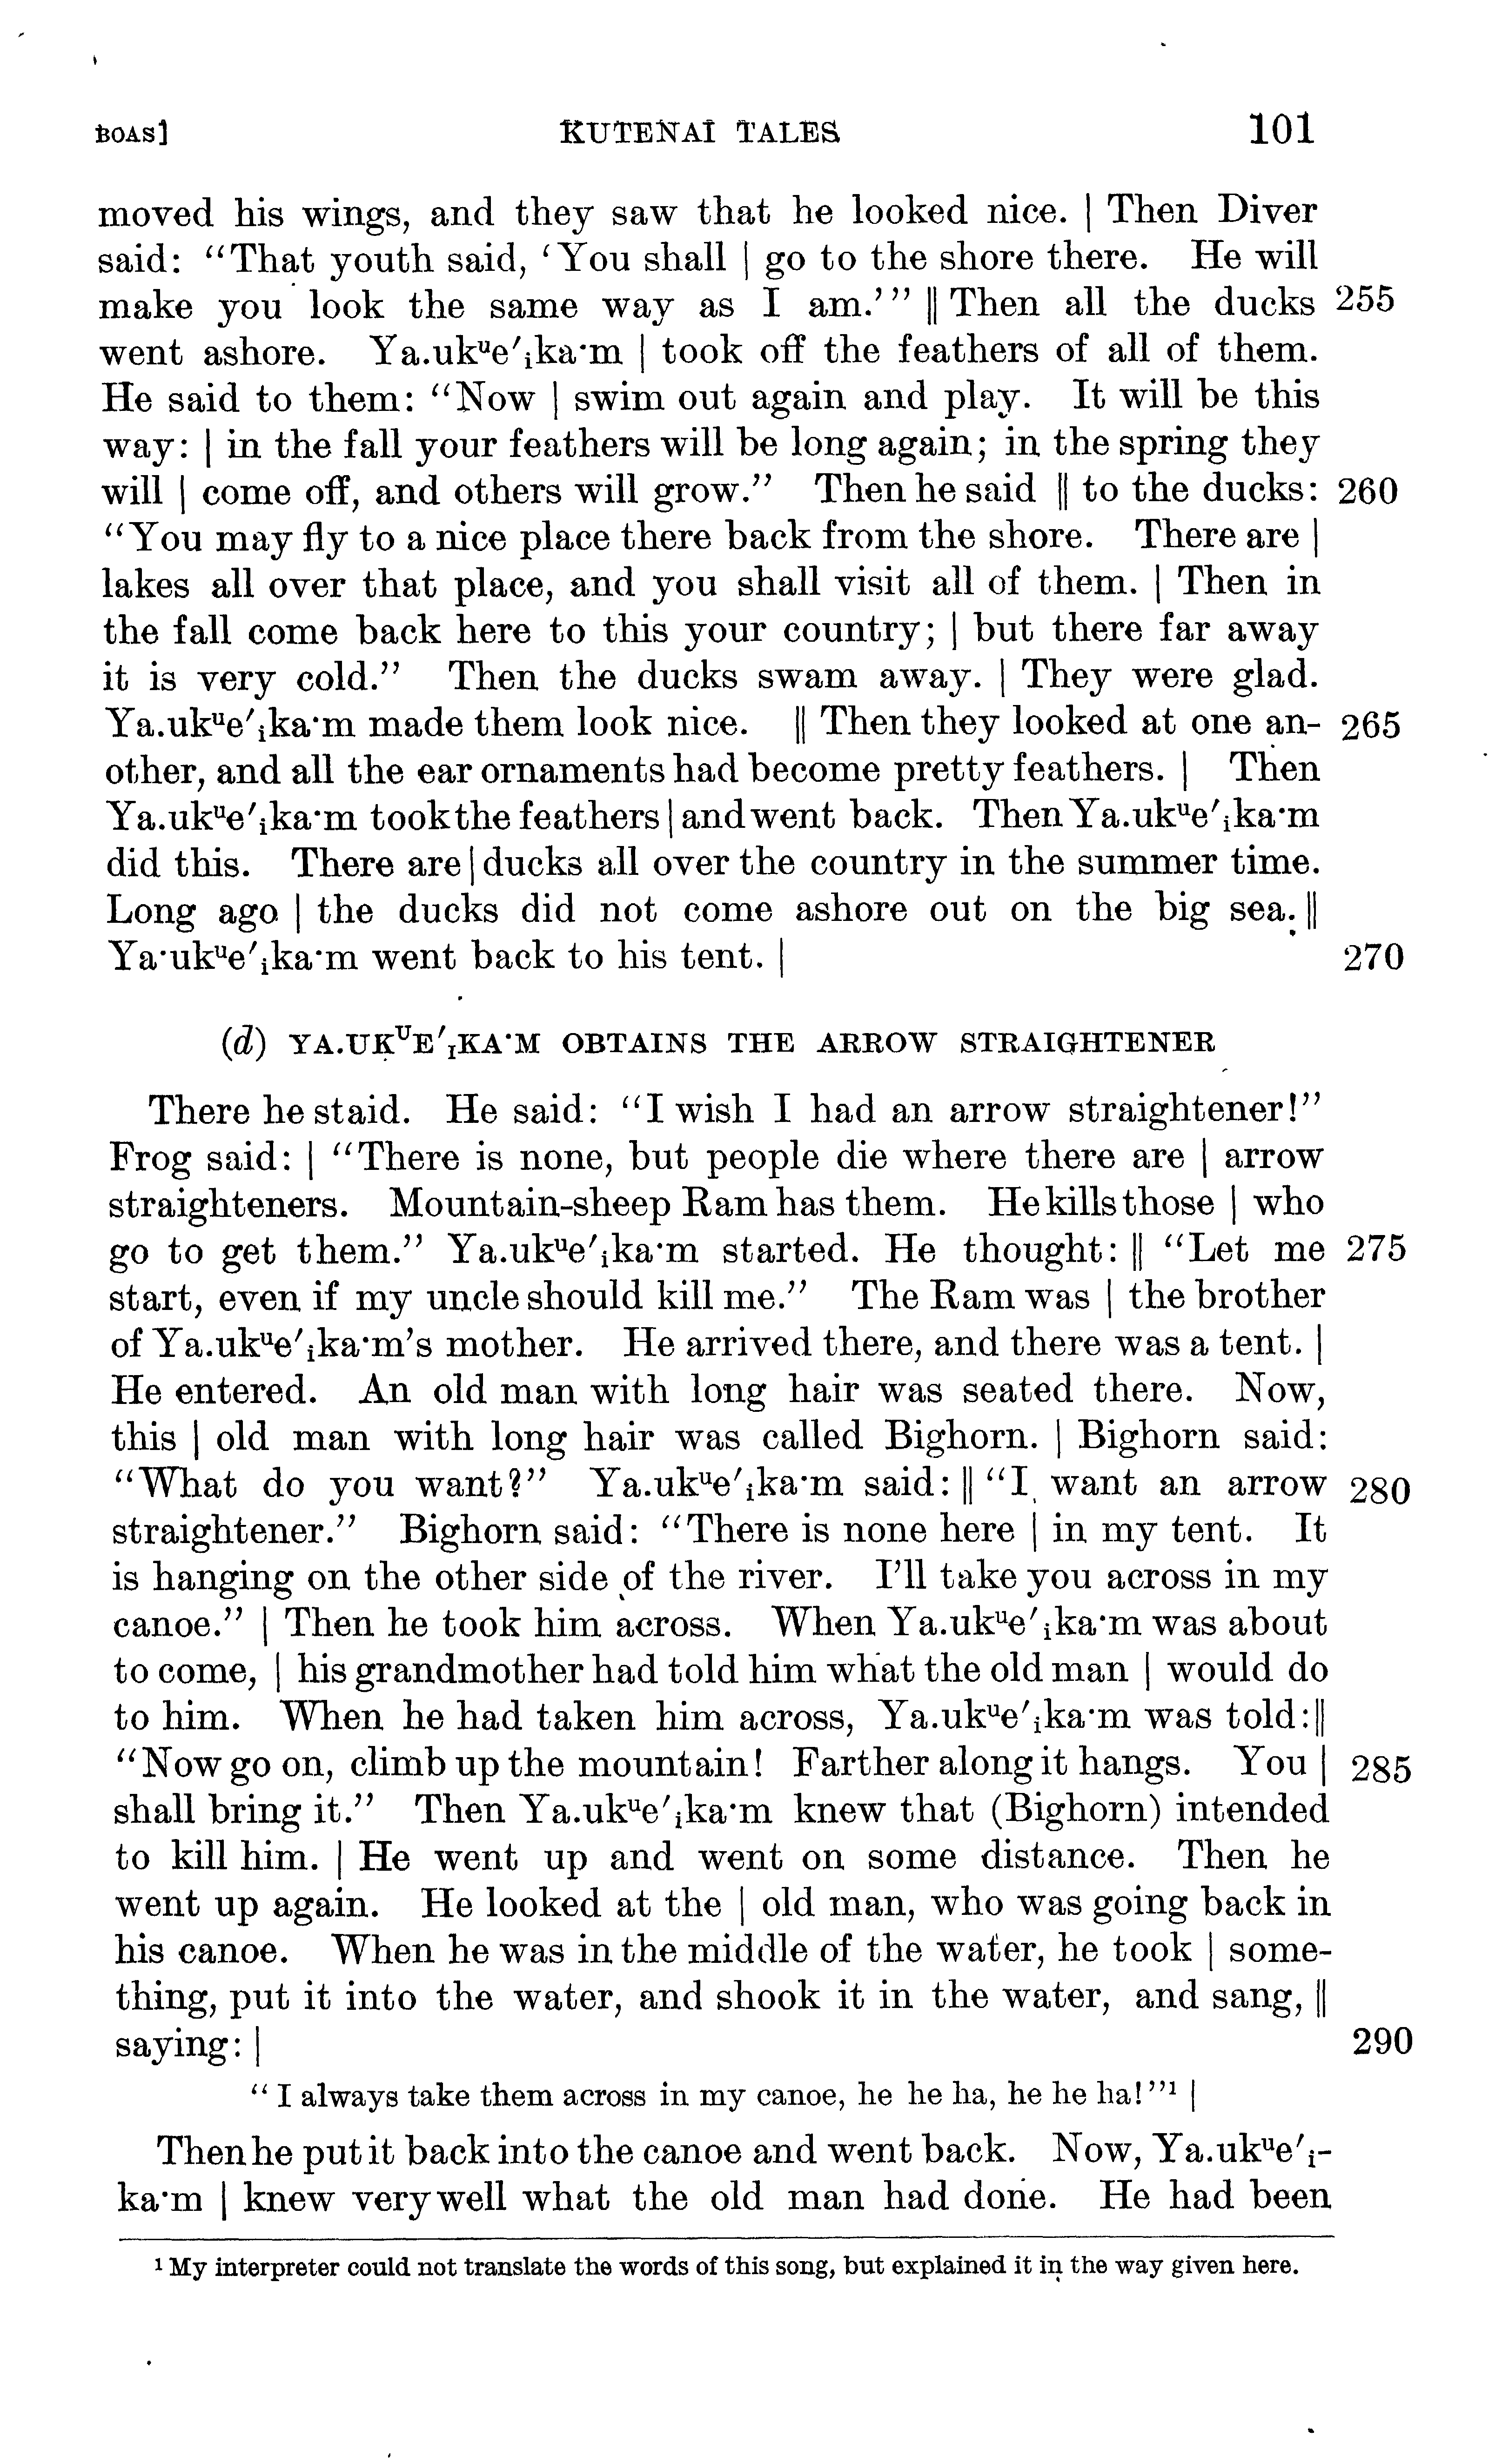 BOAS] KUTENAI TALES 101
moved his wings, and they saw that he looked nice. | Then Diver
said: “That youth said, ‘You shall | go to the shore there. He will
make you look the same way as I am.’” || Then all the ducks 255
went ashore. Ya.ukᵘe′ᵢka·m | took off the feathers of all of them.
He said to them: “Now | swim out again and play. It will be this
way: | in the fall your feathers will be long again; in the spring they
will | come off, and others will grow.” Then he said || to the ducks: 260
“You may fly to a nice place there back from the shore. There are |
lakes all over that place, and you shall visit all of them. | Then in
the fall come back here to this your country; | but there far away
it is very cold.” Then the ducks swam away. | They were glad.
Ya.ukᵘe′ᵢka·m made them look nice. || Then they looked at one an- 265
other, and all the ear ornaments had become pretty feathers. | Then
Ya.ukᵘe′ᵢka·m took the feathers | and went back. Then Ya.ukᵘe′ᵢka·m
did this. There are | ducks all over the country in the summer time.
Long ago | the ducks did not come ashore out on the big sea. ||
Ya·ukᵘe′ᵢka·m went back to his tent. | 270
(d) YA.UKᵁE′ᵢKA·M OBTAINS THE ARROW STRAIGHTENER
There he staid. He said: “I wish I had an arrow straightener!”
Frog said: | “There is none, but people die where there are | arrow
straighteners. Mountain-sheep Ram has them. He kills those | who
go to get them.” Ya.ukᵘe′ᵢka·m started. He thought: || “Let me 275
start, even if my uncle should kill me.” The Ram was | the brother
of Ya.ukᵘe′ᵢka·m’s mother. He arrived there, and there was a tent. |
He entered. An old man with long hair was seated there. Now,
this | old man with long hair was called Bighorn. | Bighorn said:
“What do you want?” Ya.ukᵘe′ᵢka·m said: || “I want an arrow 280
straightener.” Bighorn said: “There is none here | in my tent. It
is hanging on the other side of the river. I’ll take you across in my
canoe.” | Then he took him across. When Ya.ukᵘe′ᵢka·m was about
to come, | his grandmother had told him what the old man | would do
to him. When he had taken him across, Ya.ukᵘe′ᵢka·m was told: ||
“Now go on, climb up the mountain! Farther along it hangs. You | 285
shall bring it.” Then Ya.ukᵘe′ᵢka·m knew that (Bighorn) intended
to kill him. | He went up and went on some distance. Then he
went up again. He looked at the | old man, who was going back in
his canoe. When he was in the middle of the water, he took | some-
thing, put it into the water, and shook it in the water, and sang, ||
saying: | 290
“I always take them across in my canoe, he he ha, he he ha!”¹ |
Then he put it back into the canoe and went back. Now, Ya.ukᵘe′ᵢ-
ka·m | knew very well what the old man had done. He had been
¹ My interpreter could not translate the words of this song, but explained it in the way given here.